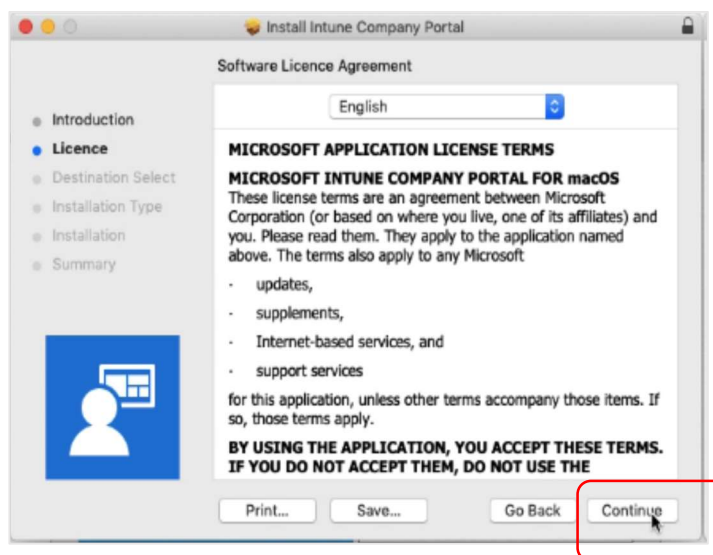 Install Intune Company Portal
Software Licence Agreement
English
Introduction
Licence
Destination Select
Installation Type
Installation
Summary
MICROSOFT APPLICATION LICENSE TERMS
MICROSOFT INTUNE COMPANY PORTAL FOR macOS
These license terms are an agreement between Microsoft
Corporation (or based on where you live, one of its affiliates) and
you. Please read them. They apply to the application named
above. The terms also apply to any Microsoft
· updates,
· supplements,
· Internet-based services, and
· support services
for this application, unless other terms accompany those items. If
so, those terms apply.
BY USING THE APPLICATION, YOU ACCEPT THESE TERMS.
IF YOU DO NOT ACCEPT THEM, DO NOT USE THE
Print... Save... Go Back Continue